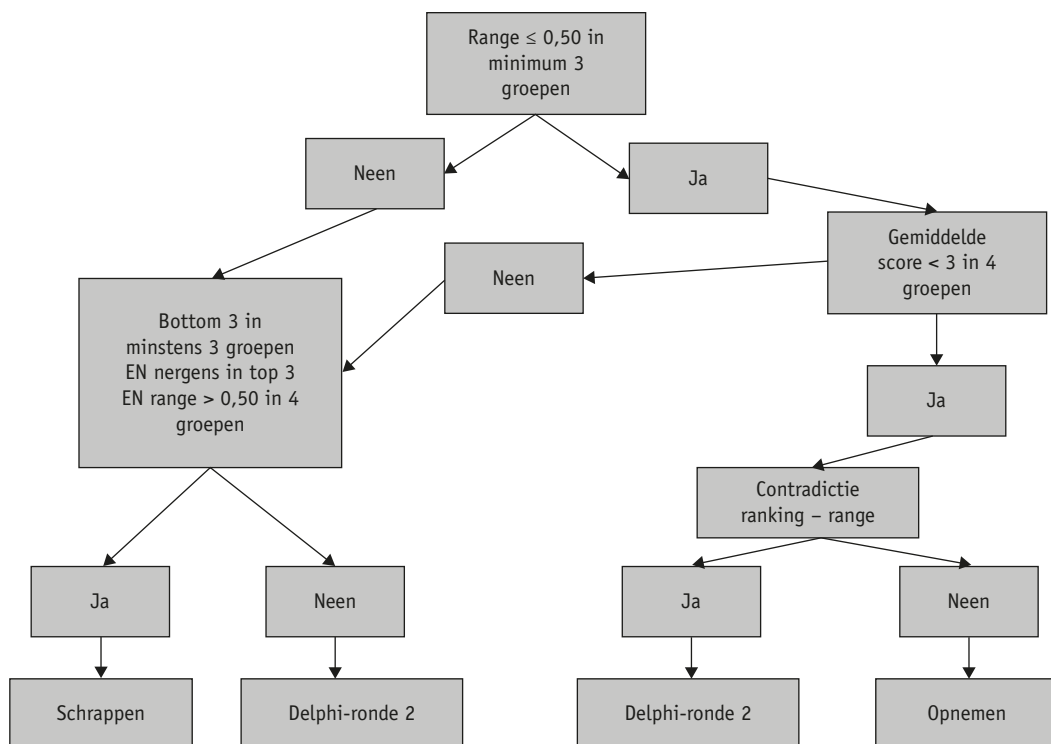 Range ≤ 0,50 in
minimum 3
groepen
Neen
Ja
Gemiddelde
score < 3 in 4
groepen
Neen
Bottom 3 in
minstens 3 groepen
EN nergens in top 3
EN range > 0,50 in 4
groepen
Ja
Contradictie
ranking – range
Ja
Neen
Ja
Neen
Schrappen
Delphi-ronde 2
Delphi-ronde 2
Opnemen